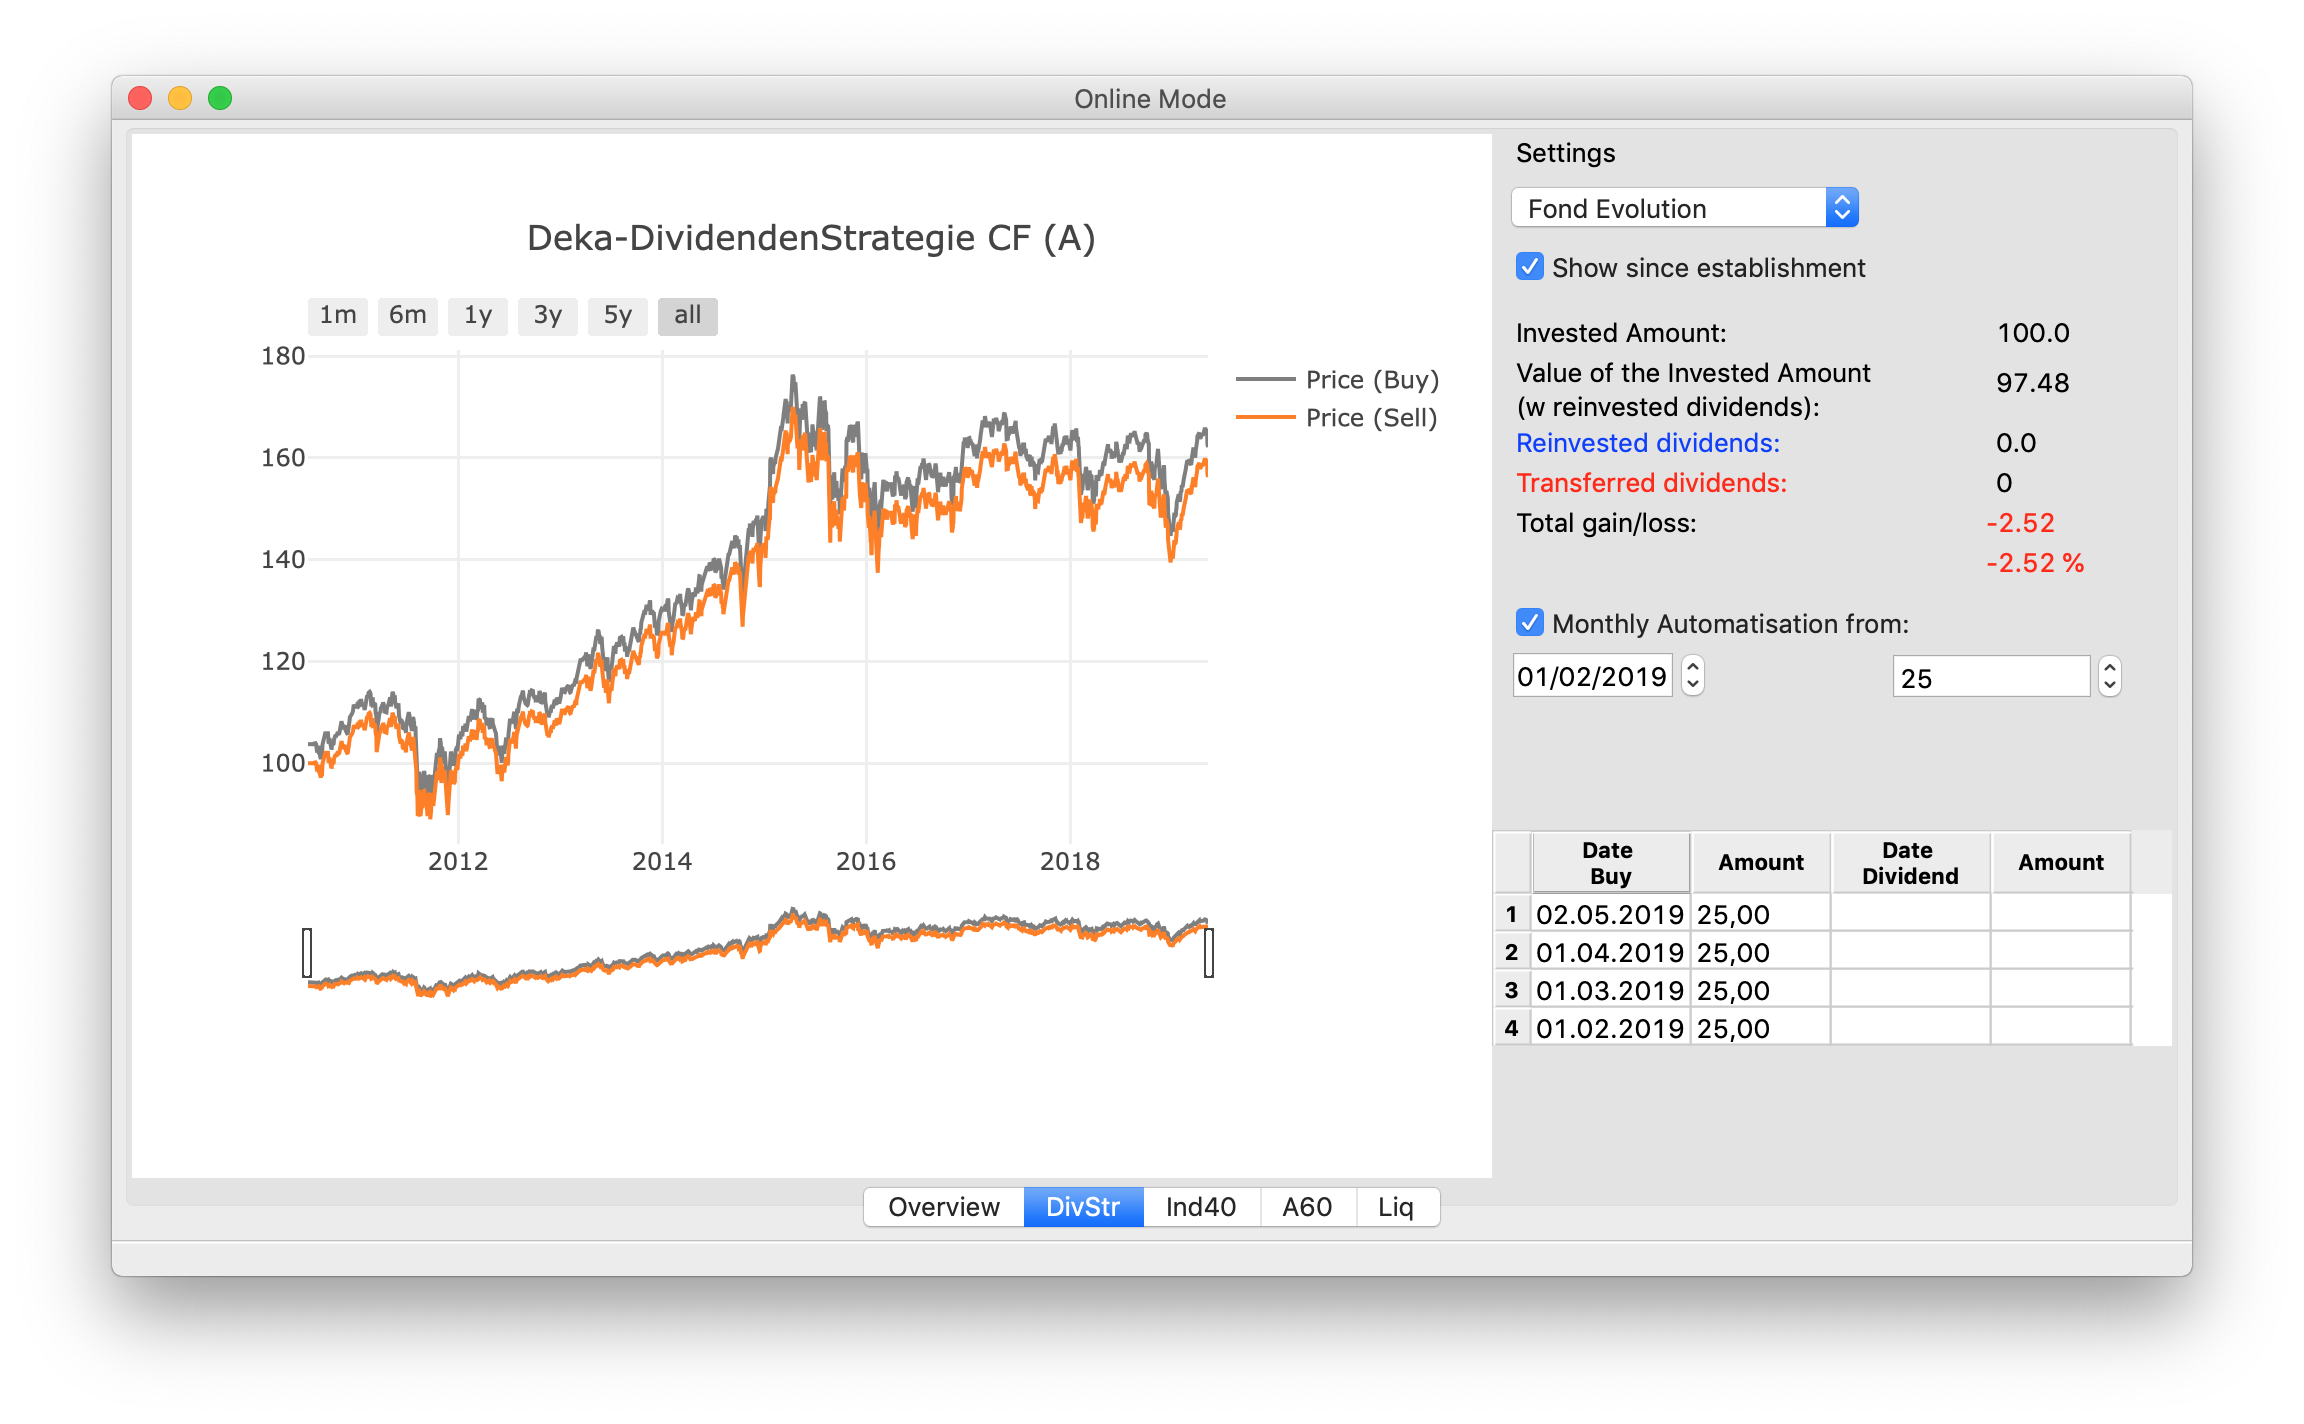 Online Mode
Deka-DividendenStrategie CF (A)
1m 6m 1y 3y 5y all
180
160
140
120
100
2012 2014 2016 2018
Price (Buy)
Price (Sell)
Settings
Fond Evolution
Show since establishment
Invested Amount: 100.0
Value of the Invested Amount
(w reinvested dividends): 97.48
Reinvested dividends: 0.0
Transferred dividends: 0
Total gain/loss: -2.52
-2.52 %
Monthly Automatisation from:
01/02/2019 25
Date Buy Amount Date Dividend Amount
1 02.05.2019 25,00
2 01.04.2019 25,00
3 01.03.2019 25,00
4 01.02.2019 25,00
Overview DivStr Ind40 A60 Liq